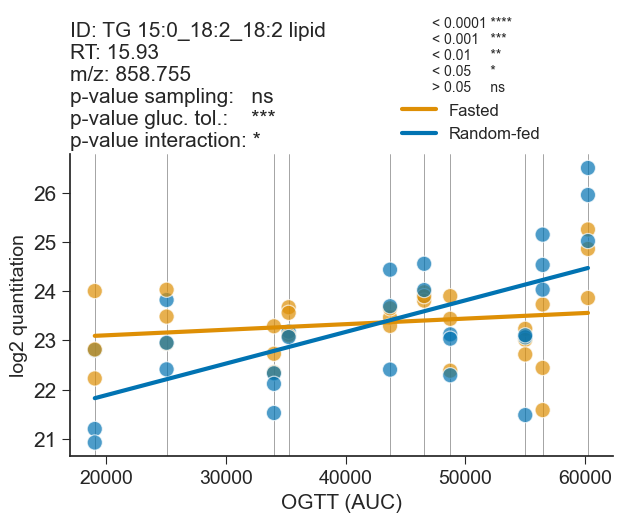 ID: TG 15:0_18:2_18:2 lipid
RT: 15.93
m/z: 858.755
p-value sampling: ns
p-value gluc. tol.: ***
p-value interaction: *
< 0.0001 ****
< 0.001 ***
< 0.01 **
< 0.05 *
> 0.05 ns
Fasted
Random-fed
log2 quantitation
26
25
24
23
22
21
20000 30000 40000 50000 60000
OGTT (AUC)